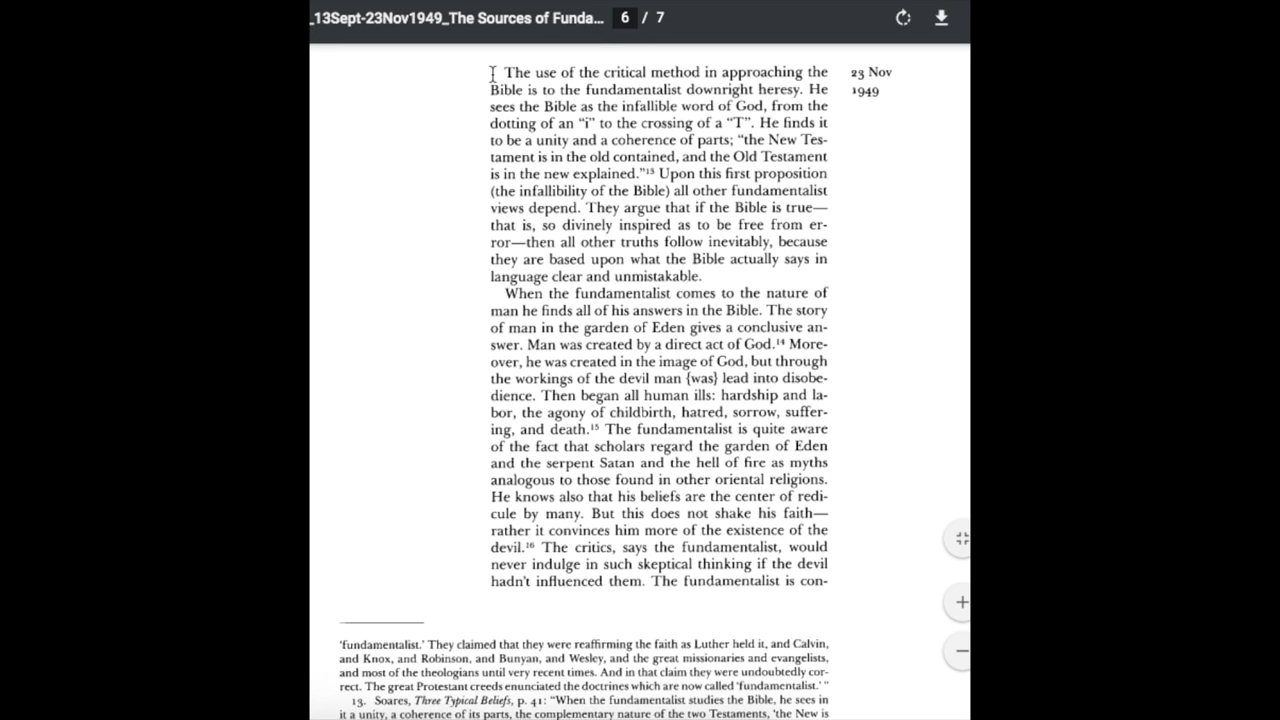 _13Sept-23Nov1949_The Sources of Funda... 6 / 7
The use of the critical method in approaching the
23 Nov
1949
Bible is to the fundamentalist downright heresy. He
sees the Bible as the infallible word of God, from the
dotting of an “i” to the crossing of a “T”. He finds it
to be a unity and a coherence of parts; “the New Tes-
tament is in the old contained, and the Old Testament
is in the new explained.”13 Upon this first proposition
(the infallibility of the Bible) all other fundamentalist
views depend. They argue that if the Bible is true—
that is, so divinely inspired as to be free from er-
ror—then all other truths follow inevitably, because
they are based upon what the Bible actually says in
language clear and unmistakable.
When the fundamentalist comes to the nature of
man he finds all of his answers in the Bible. The story
of man in the garden of Eden gives a conclusive an-
swer. Man was created by a direct act of God.14 More-
over, he was created in the image of God, but through
the workings of the devil man {was} lead into disobe-
dience. Then began all human ills: hardship and la-
bor, the agony of childbirth, hatred, sorrow, suffer-
ing, and death.15 The fundamentalist is quite aware
of the fact that scholars regard the garden of Eden
and the serpent Satan and the hell of fire as myths
analogous to those found in other oriental religions.
He knows also that his beliefs are the center of redi-
cule by many. But this does not shake his faith—
rather it convinces him more of the existence of the
devil.16 The critics, says the fundamentalist, would
never indulge in such skeptical thinking if the devil
hadn't influenced them. The fundamentalist is con-
'fundamentalist.' They claimed that they were reaffirming the faith as Luther held it, and Calvin,
and Knox, and Robinson, and Bunyan, and Wesley, and the great missionaries and evangelists,
and most of the theologians until very recent times. And in that claim they were undoubtedly cor-
rect. The great Protestant creeds enunciated the doctrines which are now called 'fundamentalist.' ”
13. Soares, Three Typical Beliefs, p. 41: “When the fundamentalist studies the Bible, he sees in
it a unity, a coherence of its parts, the complementary nature of the two Testaments, 'the New is